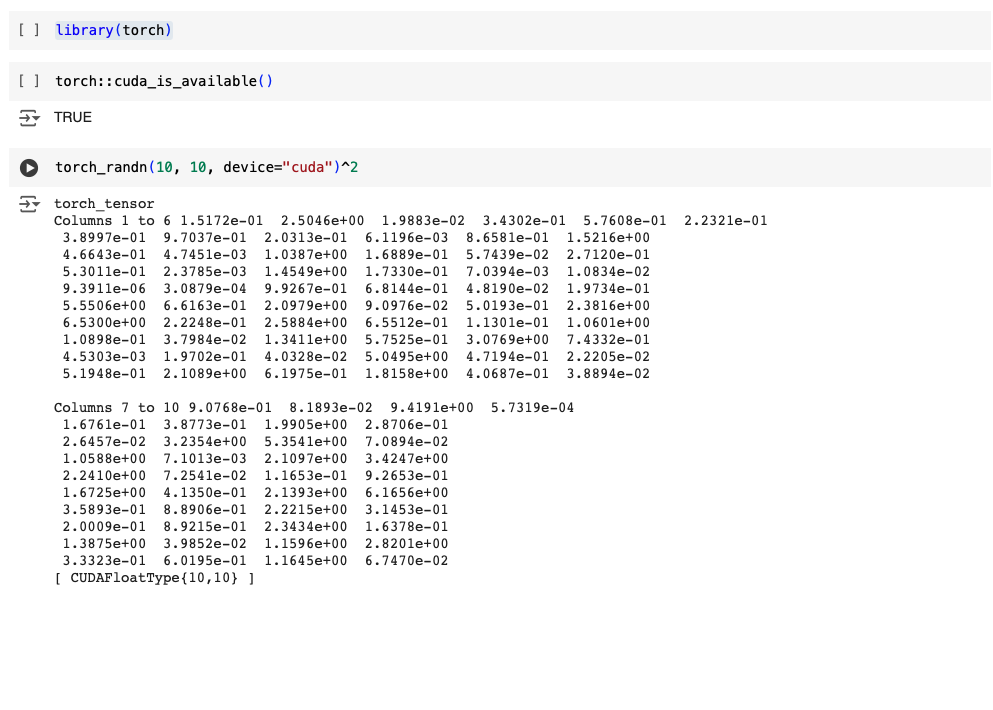 [ ] library(torch)
[ ] torch::cuda_is_available()
TRUE
torch_randn(10, 10, device="cuda")^2
torch_tensor
Columns 1 to 6 1.5172e-01  2.5046e+00  1.9883e-02  3.4302e-01  5.7608e-01  2.2321e-01
 3.8997e-01  9.7037e-01  2.0313e-01  6.1196e-03  8.6581e-01  1.5216e+00
 4.6643e-01  4.7451e-03  1.0387e+00  1.6889e-01  5.7439e-02  2.7120e-01
 5.3011e-01  2.3785e-03  1.4549e+00  1.7330e-01  7.0394e-03  1.0834e-02
 9.3911e-06  3.0879e-04  9.9267e-01  6.8144e-01  4.8190e-02  1.9734e-01
 5.5506e+00  6.6163e-01  2.0979e+00  9.0976e-02  5.0193e-01  2.3816e+00
 6.5300e+00  2.2248e-01  2.5884e+00  6.5512e-01  1.1301e-01  1.0601e+00
 1.0898e-01  3.7984e-02  1.3411e+00  5.7525e-01  3.0769e+00  7.4332e-01
 4.5303e-03  1.9702e-01  4.0328e-02  5.0495e+00  4.7194e-01  2.2205e-02
 5.1948e-01  2.1089e+00  6.1975e-01  1.8158e+00  4.0687e-01  3.8894e-02
Columns 7 to 10 9.0768e-01  8.1893e-02  9.4191e+00  5.7319e-04
 1.6761e-01  3.8773e-01  1.9905e+00  2.8706e-01
 2.6457e-02  3.2354e+00  5.3541e+00  7.0894e-02
 1.0588e+00  7.1013e-03  2.1097e+00  3.4247e+00
 2.2410e+00  7.2541e-02  1.1653e-01  9.2653e-01
 1.6725e+00  4.1350e-01  2.1393e+00  6.1656e+00
 3.5893e-01  8.8906e-01  2.2215e+00  3.1453e-01
 2.0009e-01  8.9215e-01  2.3434e+00  1.6378e-01
 1.3875e+00  3.9852e-02  1.1596e+00  2.8201e+00
 3.3323e-01  6.0195e-01  1.1645e+00  6.7470e-02
[ CUDAFloatType{10,10} ]